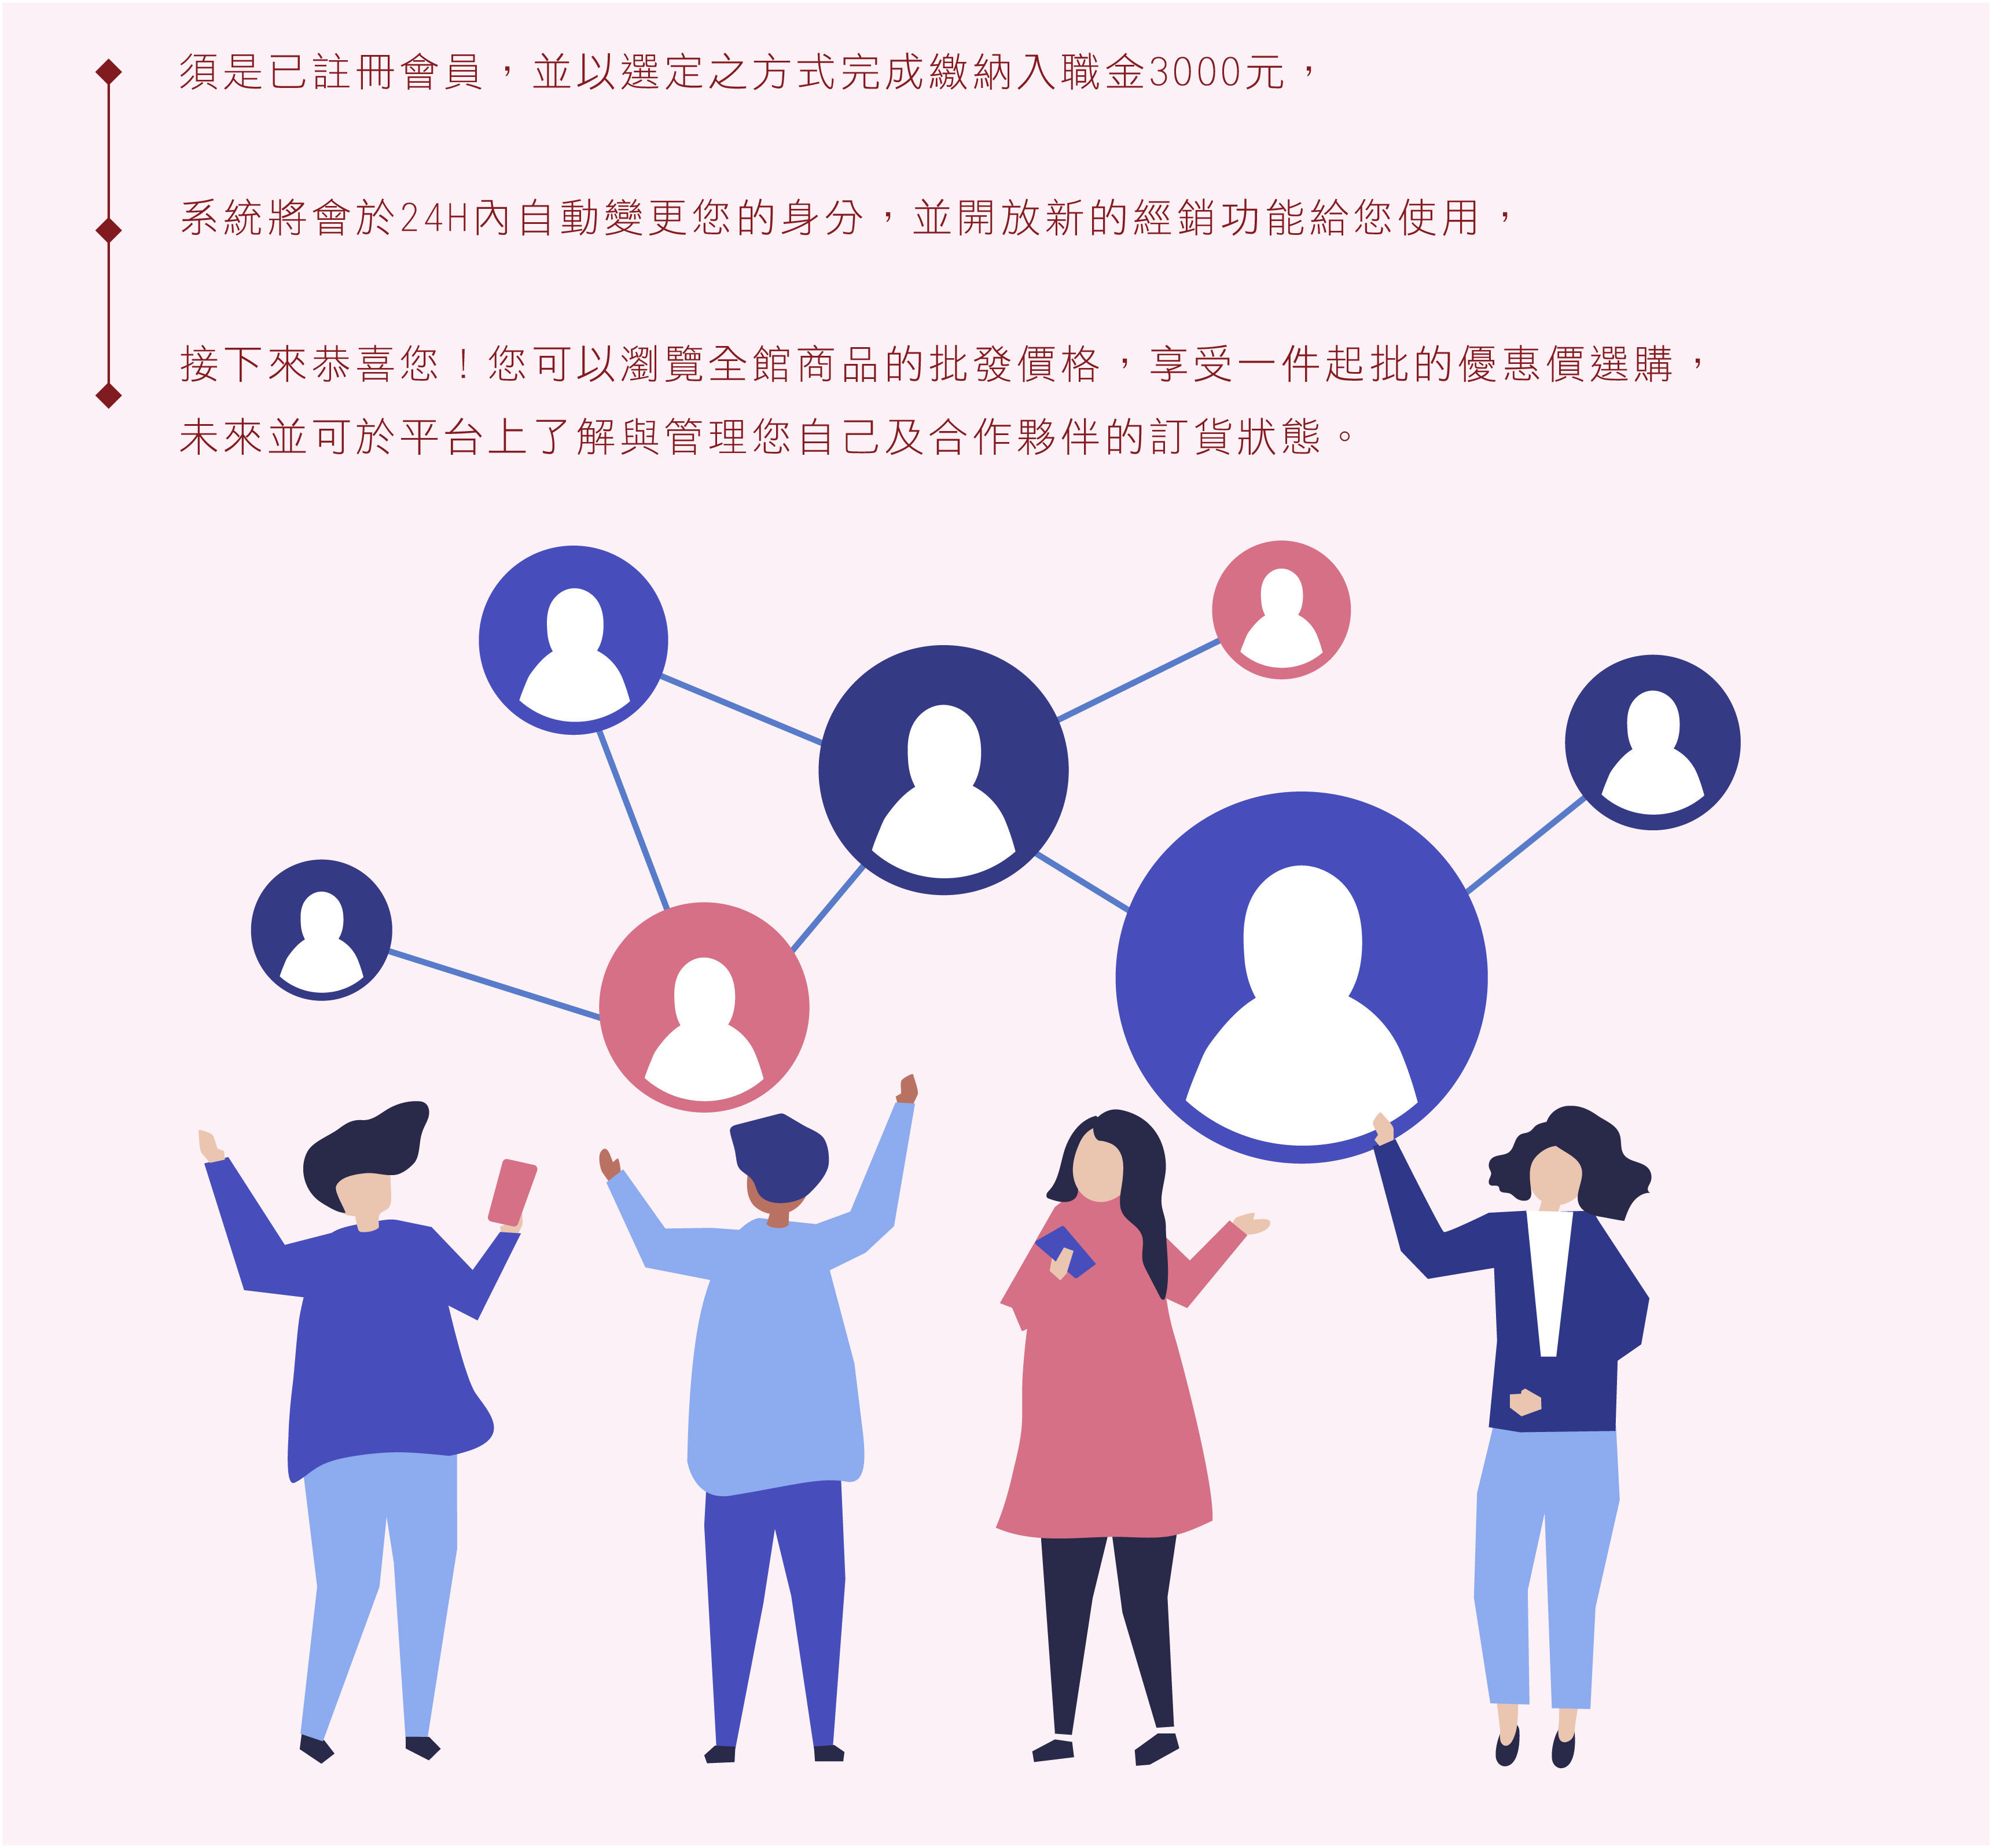 須是已註冊會員，並以選定之方式完成繳納入職金3000元，
系統將會於24H內自動變更您的身分，並開放新的經銷功能給您使用，
接下來恭喜您！您可以瀏覽全館商品的批發價格，享受一件起批的優惠價選購，
未來並可於平台上了解與管理您自己及合作夥伴的訂貨狀態。